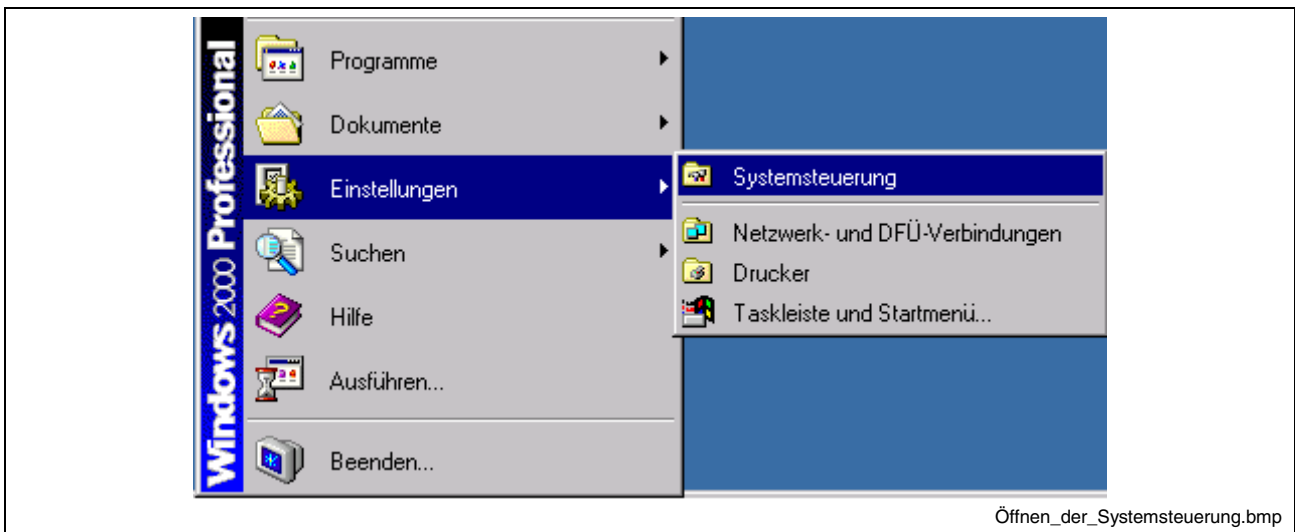 Windows 2000 Professional
Programme
Dokumente
Einstellungen
Suchen
Hilfe
Ausführen...
Beenden...
Systemsteuerung
Netzwerk- und DFÜ-Verbindungen
Drucker
Taskleiste und Startmenü...
Öffnen_der_Systemsteuerung.bmp